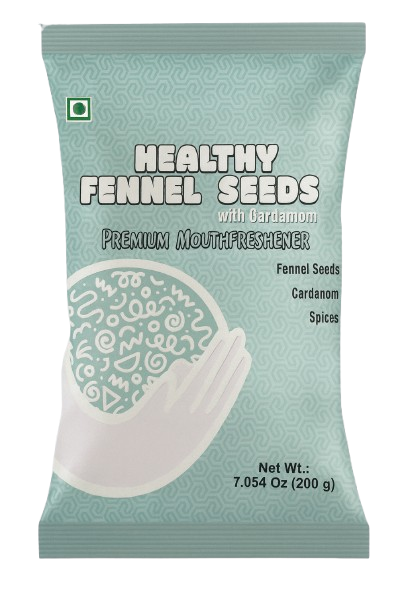 HEALTHY
FENNEL SEEDS
with Cardamom
PREMIUM MOUTHFRESHENER
Fennel Seeds
Cardanom
Spices
Net Wt.:
7.054 Oz (200 g)